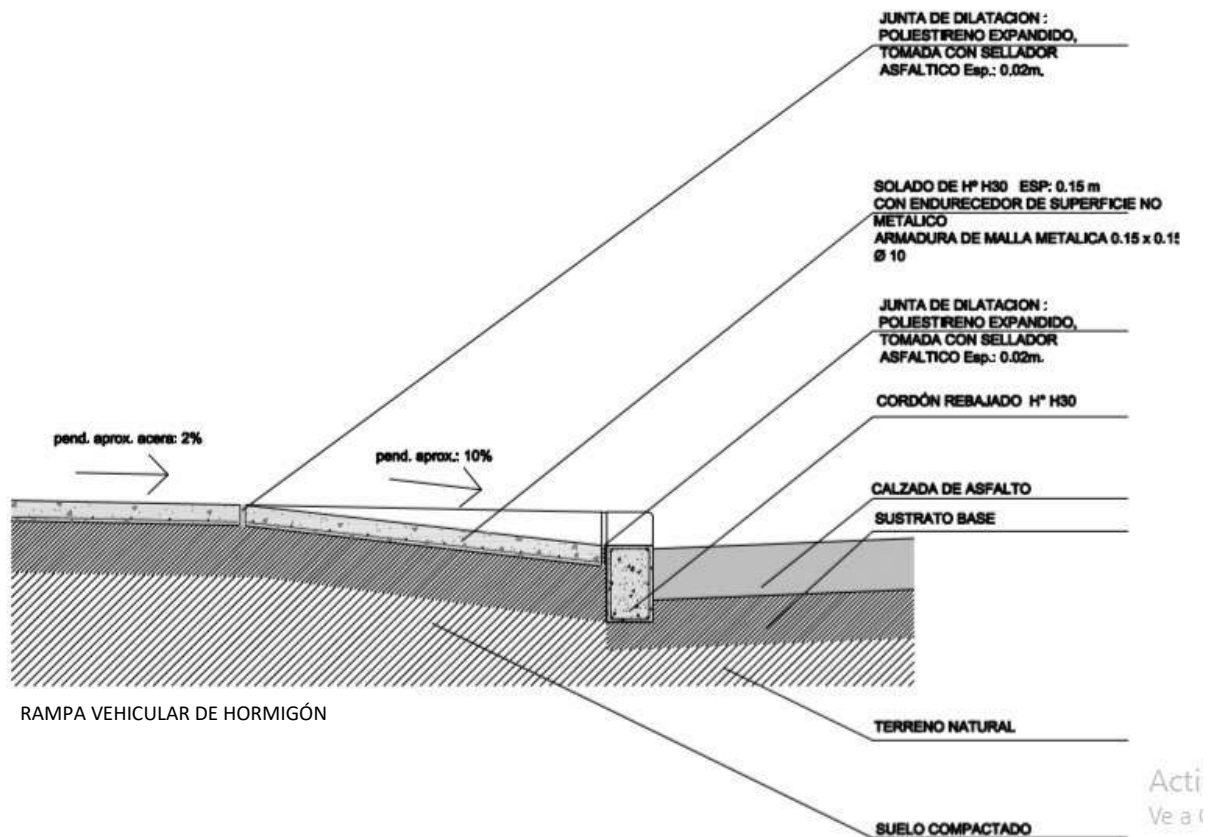 JUNTA DE DILATACION :
POLIESTIRENO EXPANDIDO,
TOMADA CON SELLADOR
ASFALTICO Esp.: 0.02m.
SOLADO DE Hº H30 ESP: 0.15 m
CON ENDURECEDOR DE SUPERFICIE NO
METALICO
ARMADURA DE MALLA METALICA 0.15 x 0.15
Ø 10
JUNTA DE DILATACION :
POLIESTIRENO EXPANDIDO,
TOMADA CON SELLADOR
ASFALTICO Esp.: 0.02m.
CORDÓN REBAJADO Hº H30
pend. aprox. acera: 2%
pend. aprox.: 10%
CALZADA DE ASFALTO
SUSTRATO BASE
RAMPA VEHICULAR DE HORMIGÓN
TERRENO NATURAL
Acti
Ve a
SUELO COMPACTADO